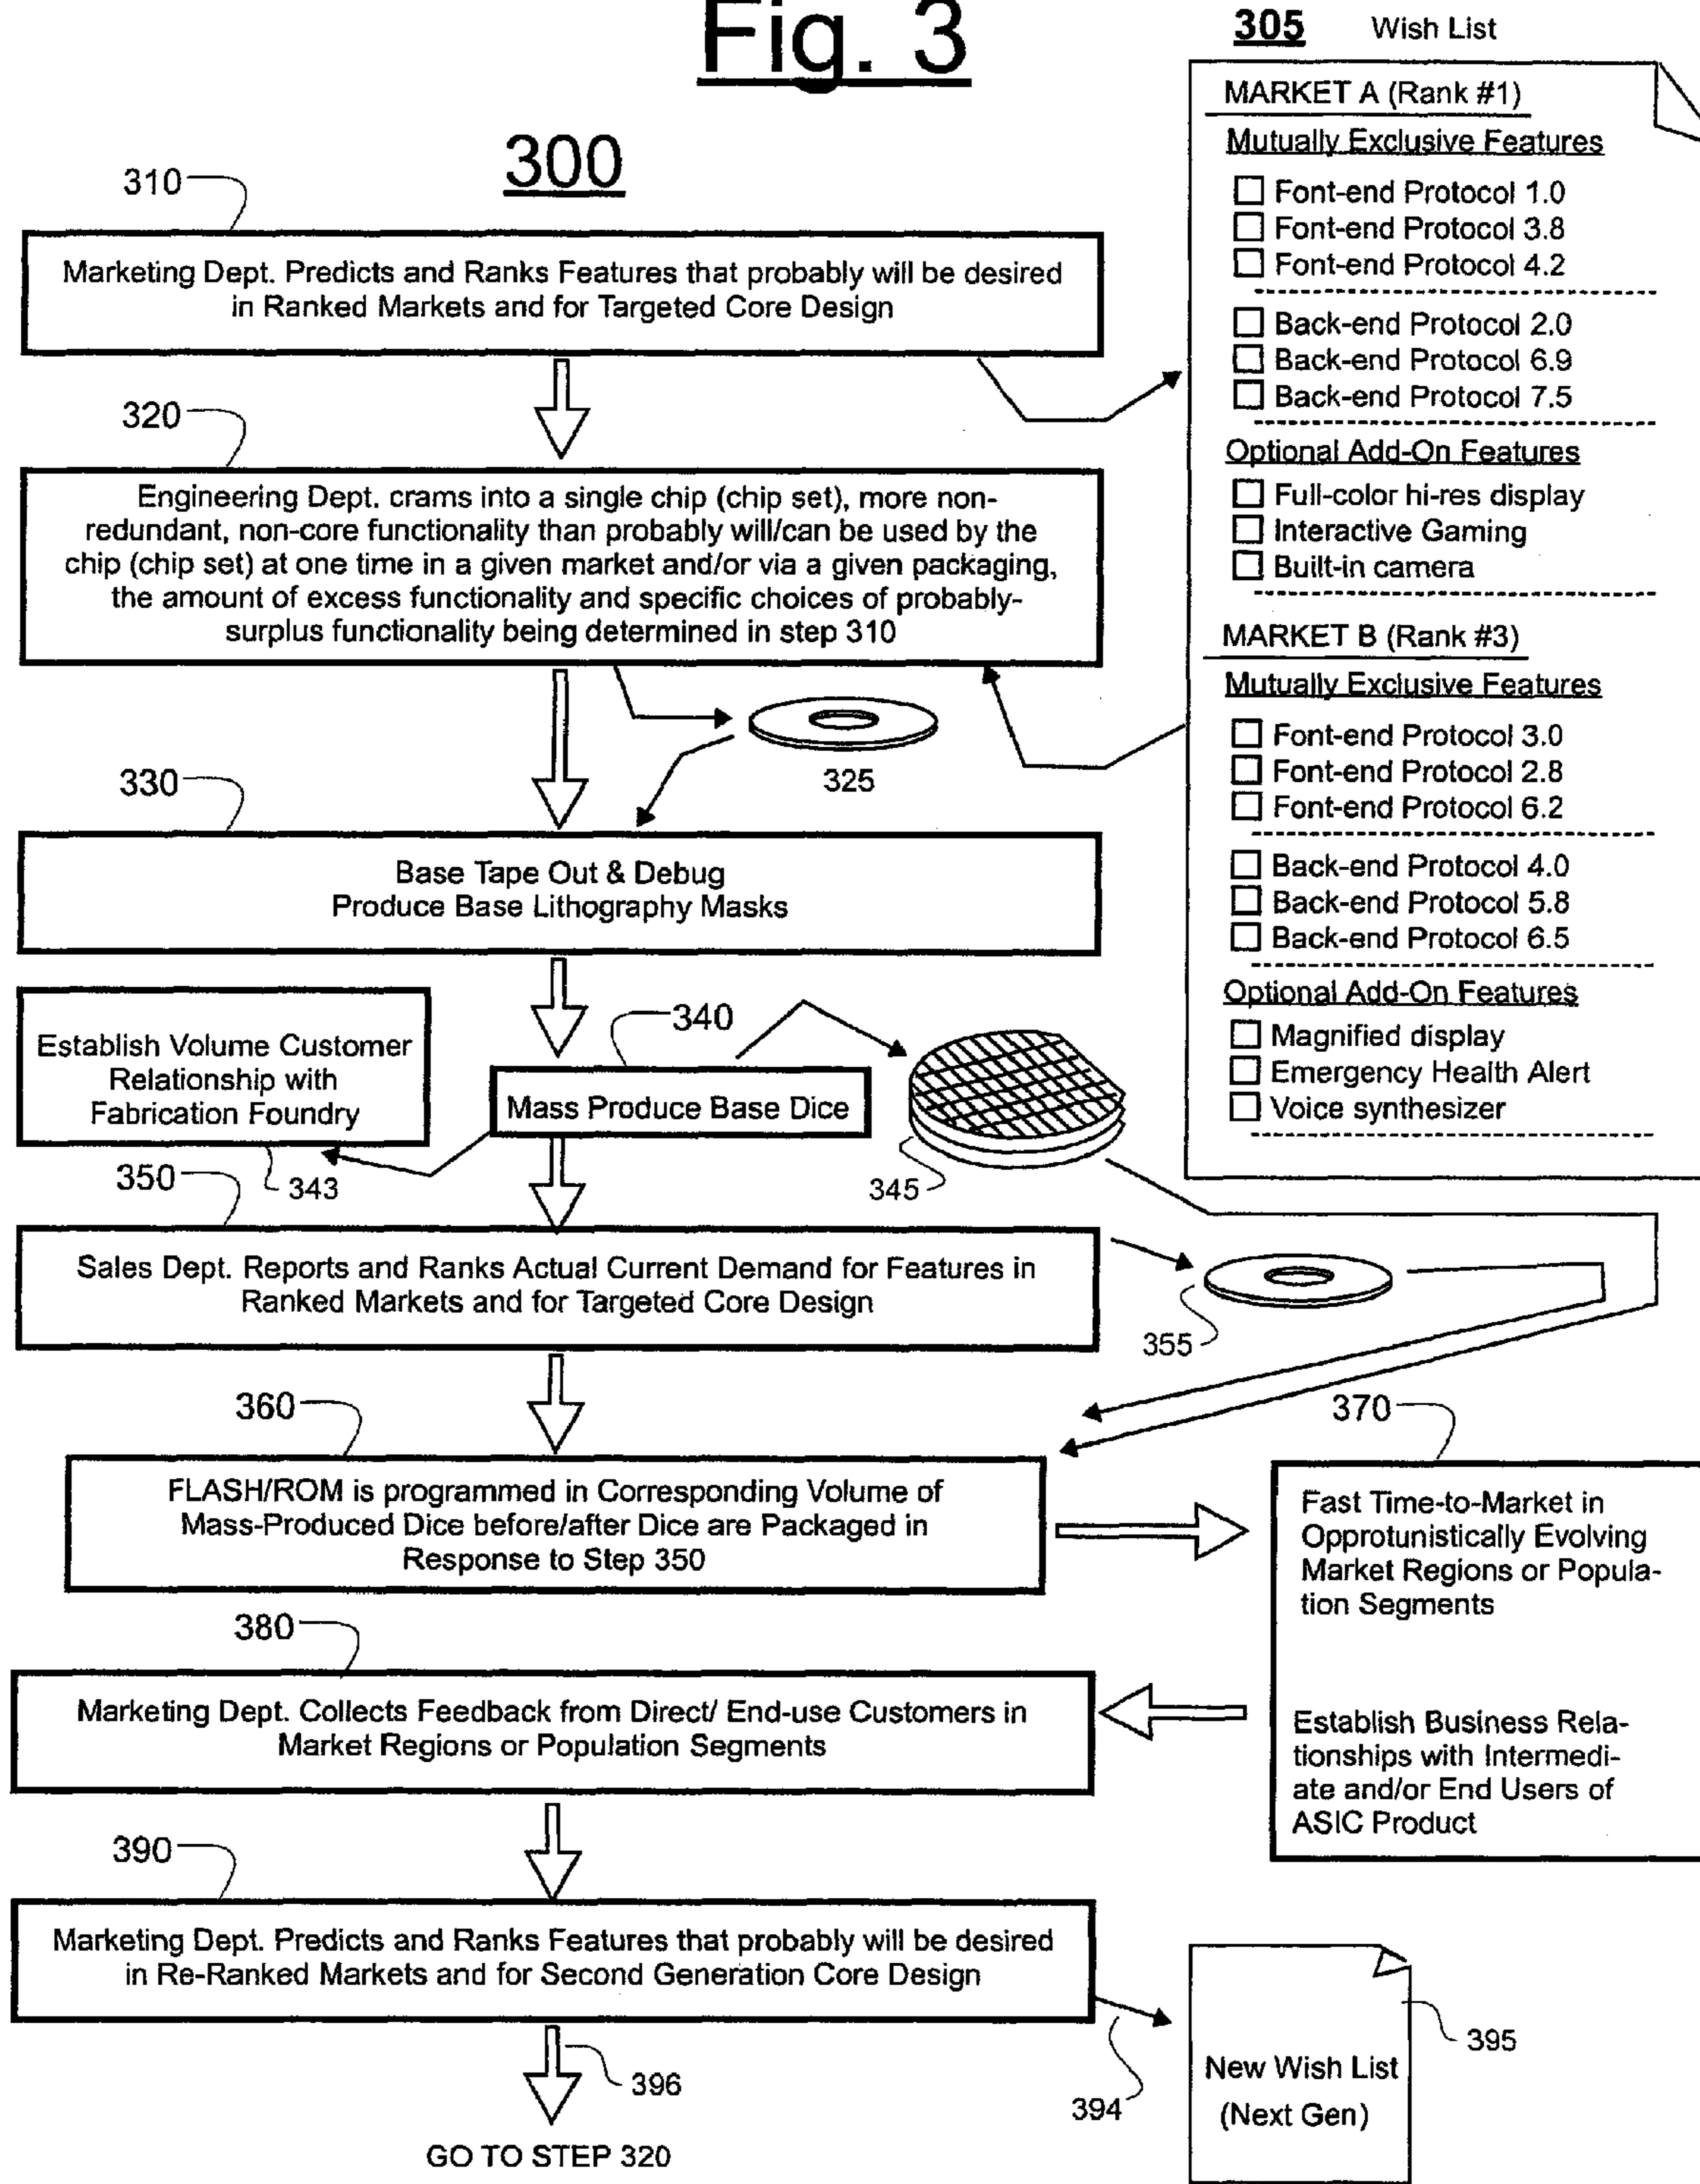 Fig. 3
300
310
Marketing Dept. Predicts and Ranks Features that probably will be desired
in Ranked Markets and for Targeted Core Design
320
Engineering Dept. crams into a single chip (chip set), more non-
redundant, non-core functionality than probably will/can be used by the
chip (chip set) at one time in a given market and/or via a given packaging,
the amount of excess functionality and specific choices of probably-
surplus functionality being determined in step 310
325
330
Base Tape Out & Debug
Produce Base Lithography Masks
Establish Volume Customer
Relationship with
Fabrication Foundry
343
340
Mass Produce Base Dice
345
350
Sales Dept. Reports and Ranks Actual Current Demand for Features in
Ranked Markets and for Targeted Core Design
355
360
FLASH/ROM is programmed in Corresponding Volume of
Mass-Produced Dice before/after Dice are Packaged in
Response to Step 350
370
Fast Time-to-Market in
Opprotunistically Evolving
Market Regions or Popula-
tion Segments
Establish Business Rela-
tionships with Intermedi-
ate and/or End Users of
ASIC Product
380
Marketing Dept. Collects Feedback from Direct/ End-use Customers in
Market Regions or Population Segments
390
Marketing Dept. Predicts and Ranks Features that probably will be desired
in Re-Ranked Markets and for Second Generation Core Design
394
395
New Wish List
(Next Gen)
396
GO TO STEP 320
305 Wish List
MARKET A (Rank #1)
Mutually Exclusive Features
Font-end Protocol 1.0
Font-end Protocol 3.8
Font-end Protocol 4.2
Back-end Protocol 2.0
Back-end Protocol 6.9
Back-end Protocol 7.5
Optional Add-On Features
Full-color hi-res display
Interactive Gaming
Built-in camera
MARKET B (Rank #3)
Mutually Exclusive Features
Font-end Protocol 3.0
Font-end Protocol 2.8
Font-end Protocol 6.2
Back-end Protocol 4.0
Back-end Protocol 5.8
Back-end Protocol 6.5
Optional Add-On Features
Magnified display
Emergency Health Alert
Voice synthesizer